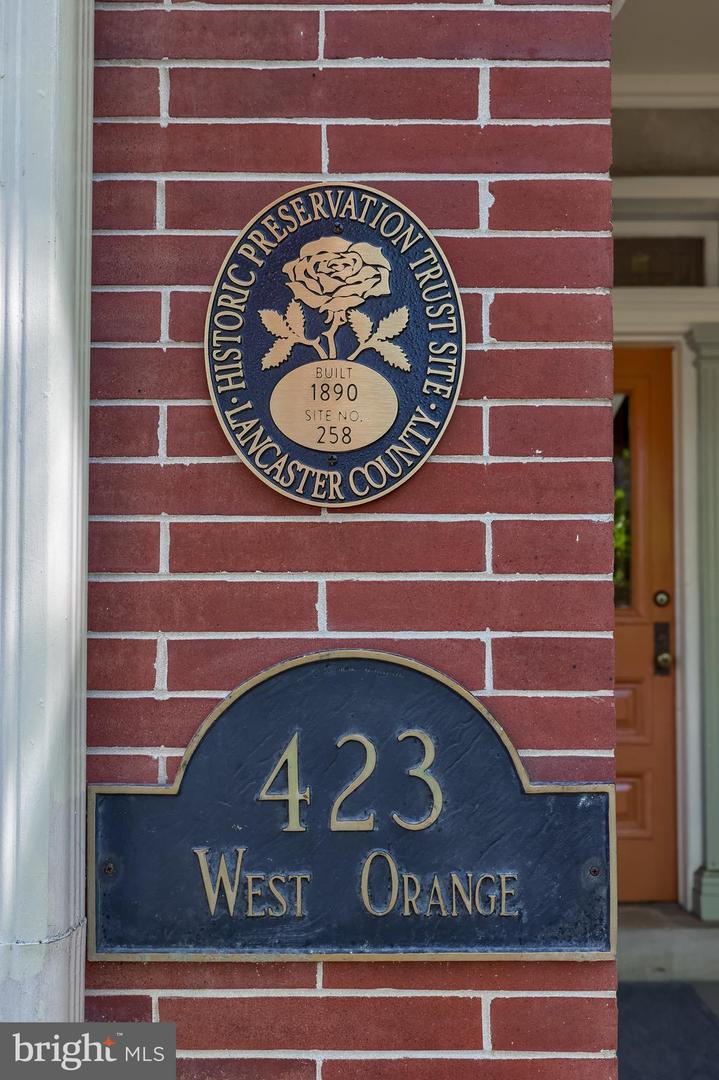 HISTORIC PRESERVATION TRUST SITE
BUILT
1890
SITE NO.
258
· LANCASTER COUNTY ·
423
WEST ORANGE
bright MLS